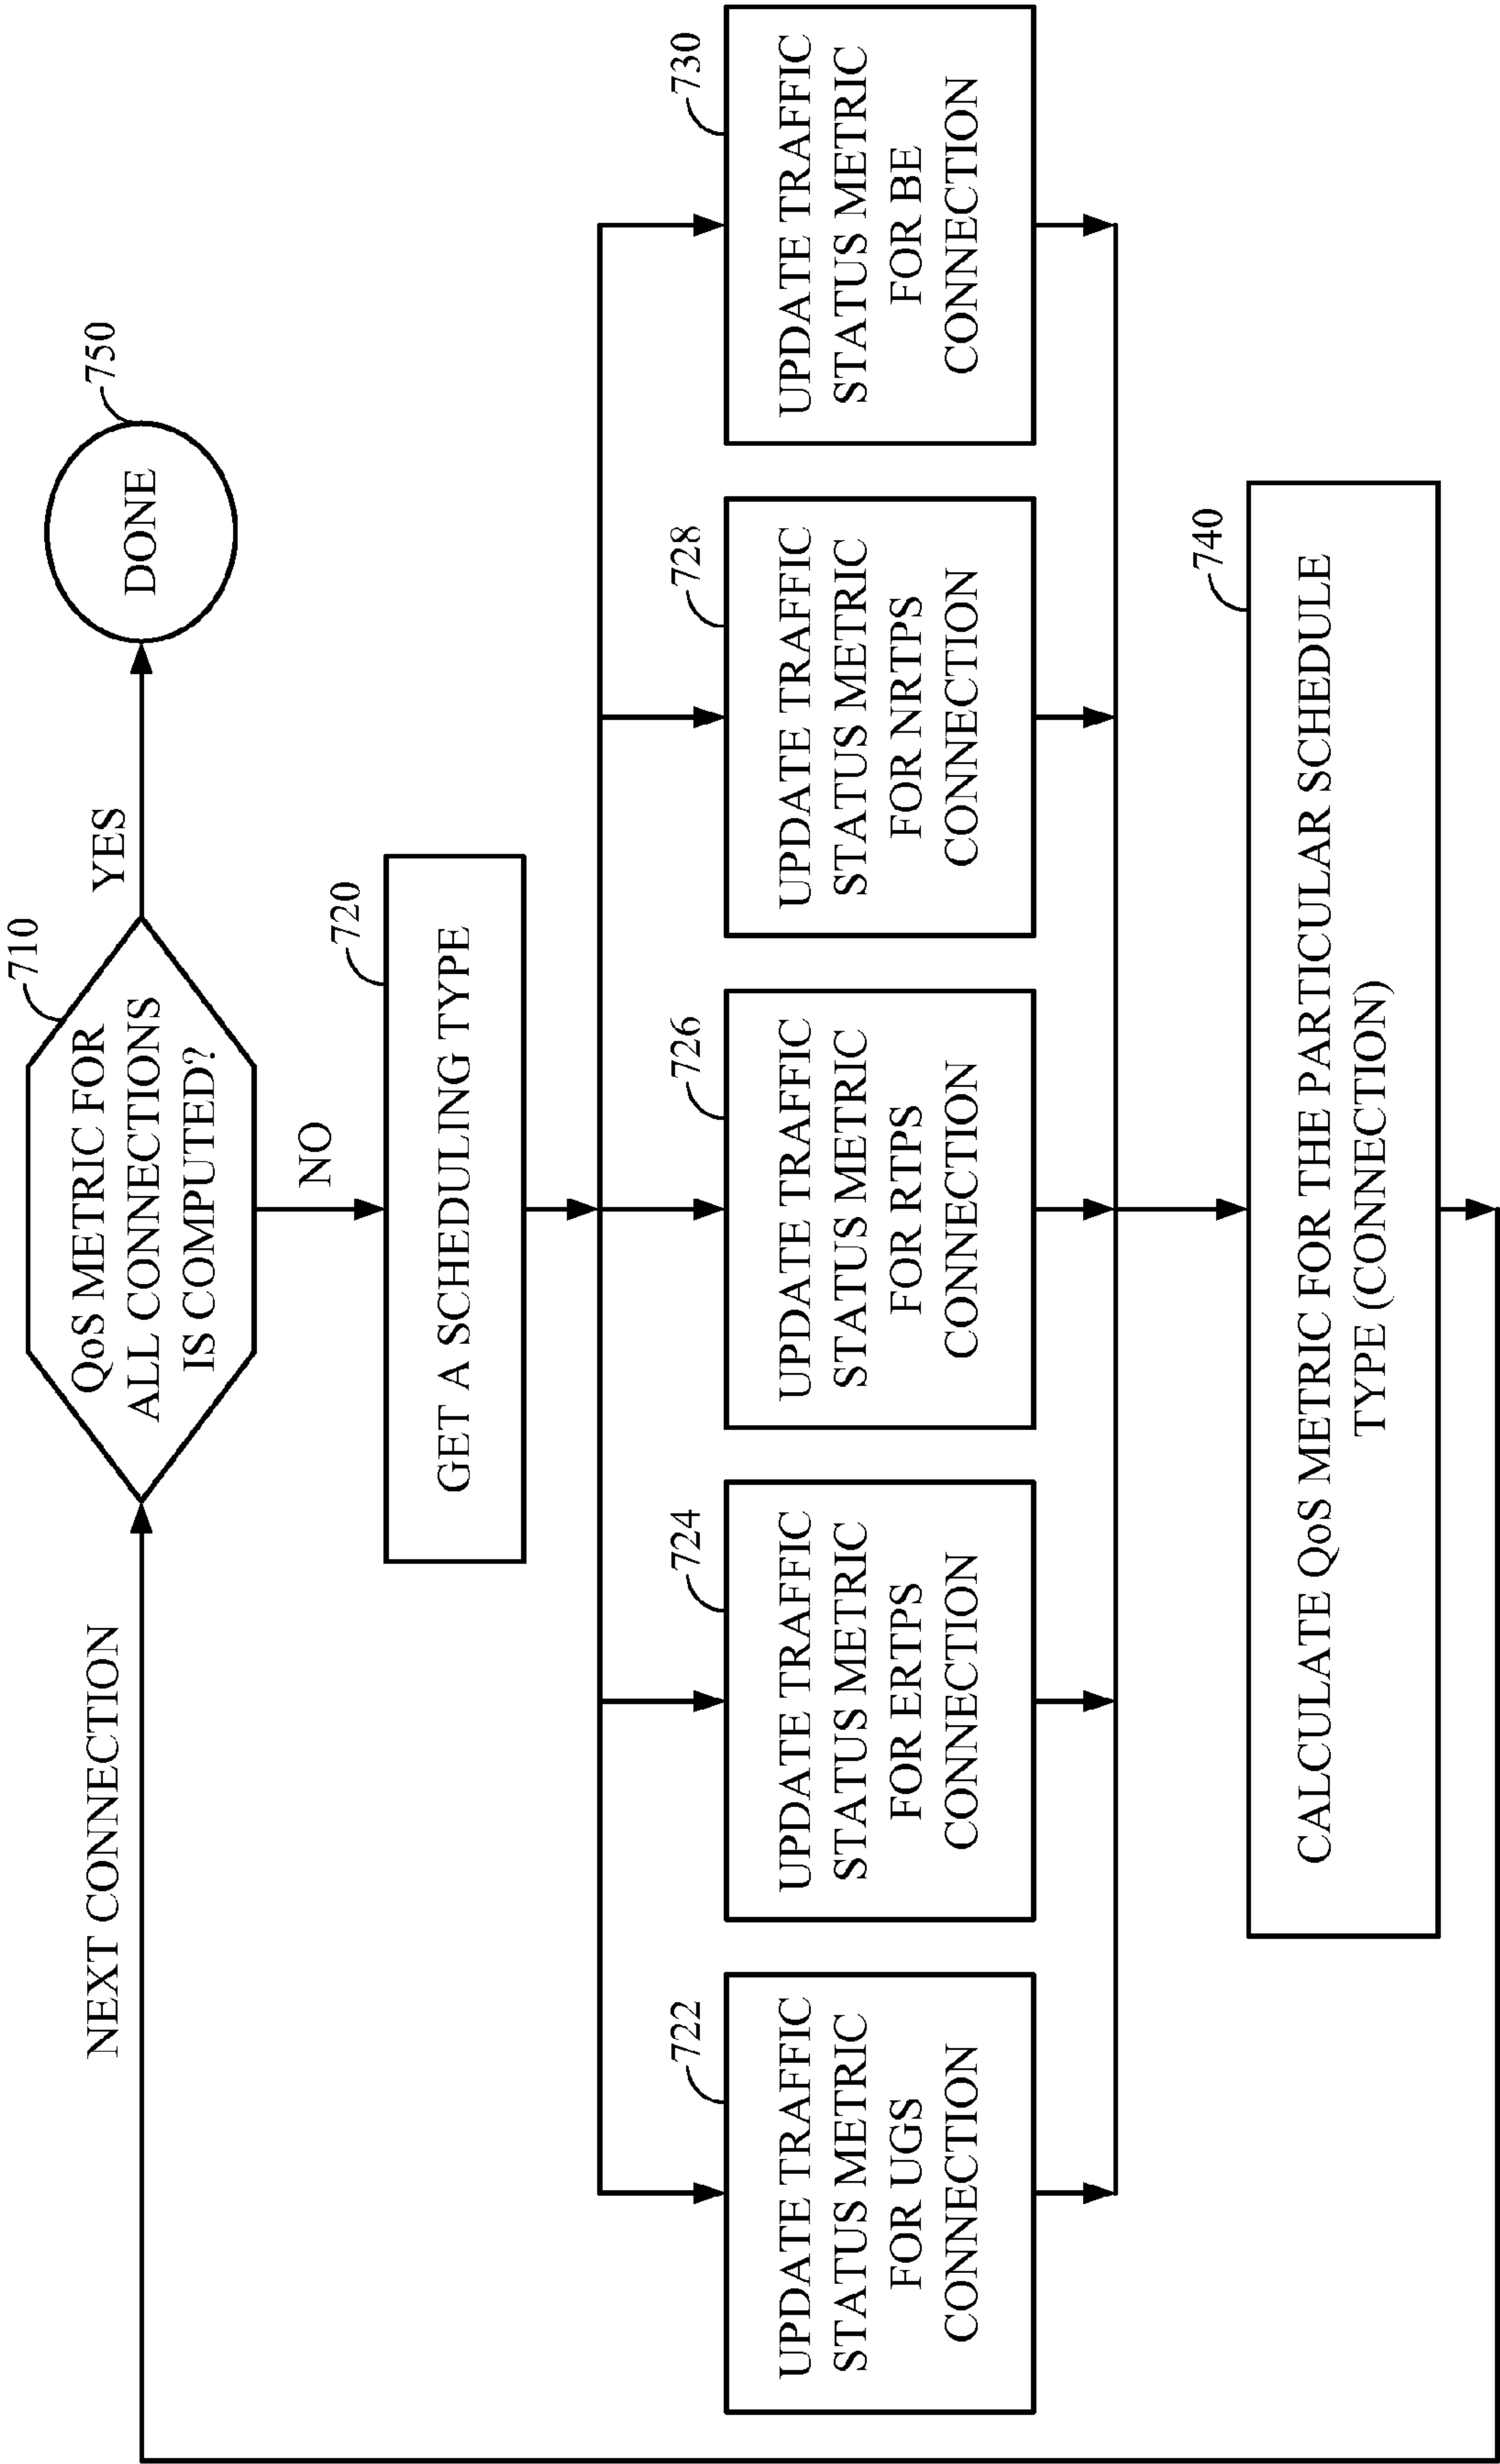 710
QoS METRIC FOR
ALL CONNECTIONS
IS COMPUTED?
NEXT CONNECTION
YES
750
DONE
NO
720
GET A SCHEDULING TYPE
722
UPDATE TRAFFIC
STATUS METRIC
FOR UGS
CONNECTION
724
UPDATE TRAFFIC
STATUS METRIC
FOR ERTPS
CONNECTION
726
UPDATE TRAFFIC
STATUS METRIC
FOR RTPS
CONNECTION
728
UPDATE TRAFFIC
STATUS METRIC
FOR NRTPS
CONNECTION
730
UPDATE TRAFFIC
STATUS METRIC
FOR BE
CONNECTION
740
CALCULATE QoS METRIC FOR THE PARTICULAR SCHEDULE
TYPE (CONNECTION)